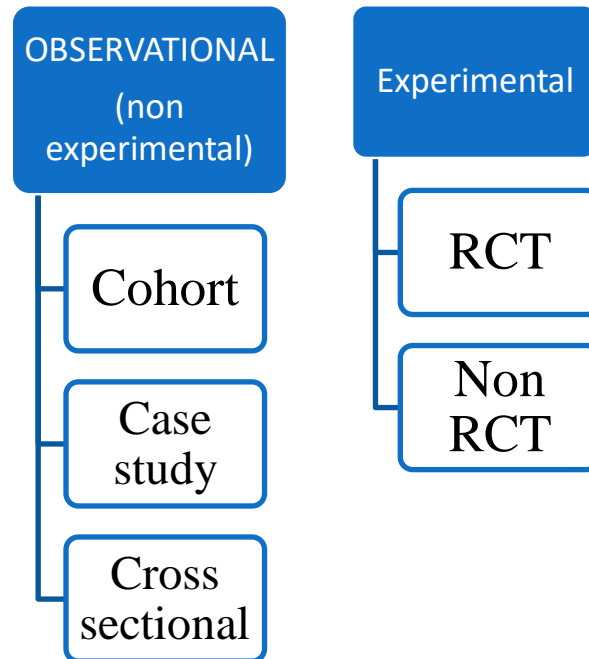 OBSERVATIONAL
(non
experimental)
Cohort
Case
study
Cross
sectional
Experimental
RCT
Non
RCT